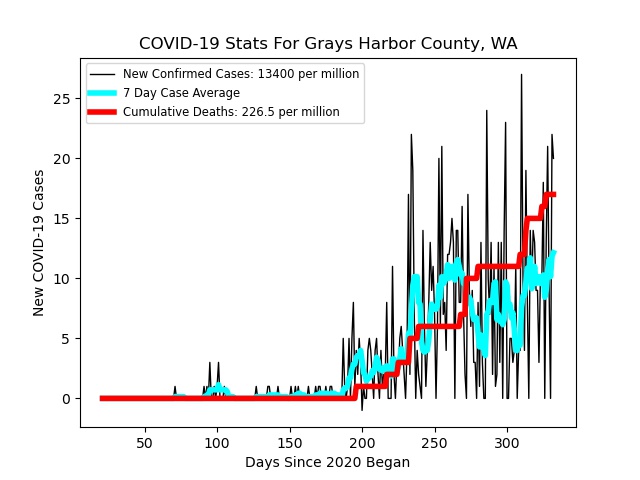 COVID-19 Stats For Grays Harbor County, WA
New Confirmed Cases: 13400 per million
7 Day Case Average
Cumulative Deaths: 226.5 per million
New COVID-19 Cases
25
20
15
10
5
0
50 100 150 200 250 300
Days Since 2020 Began